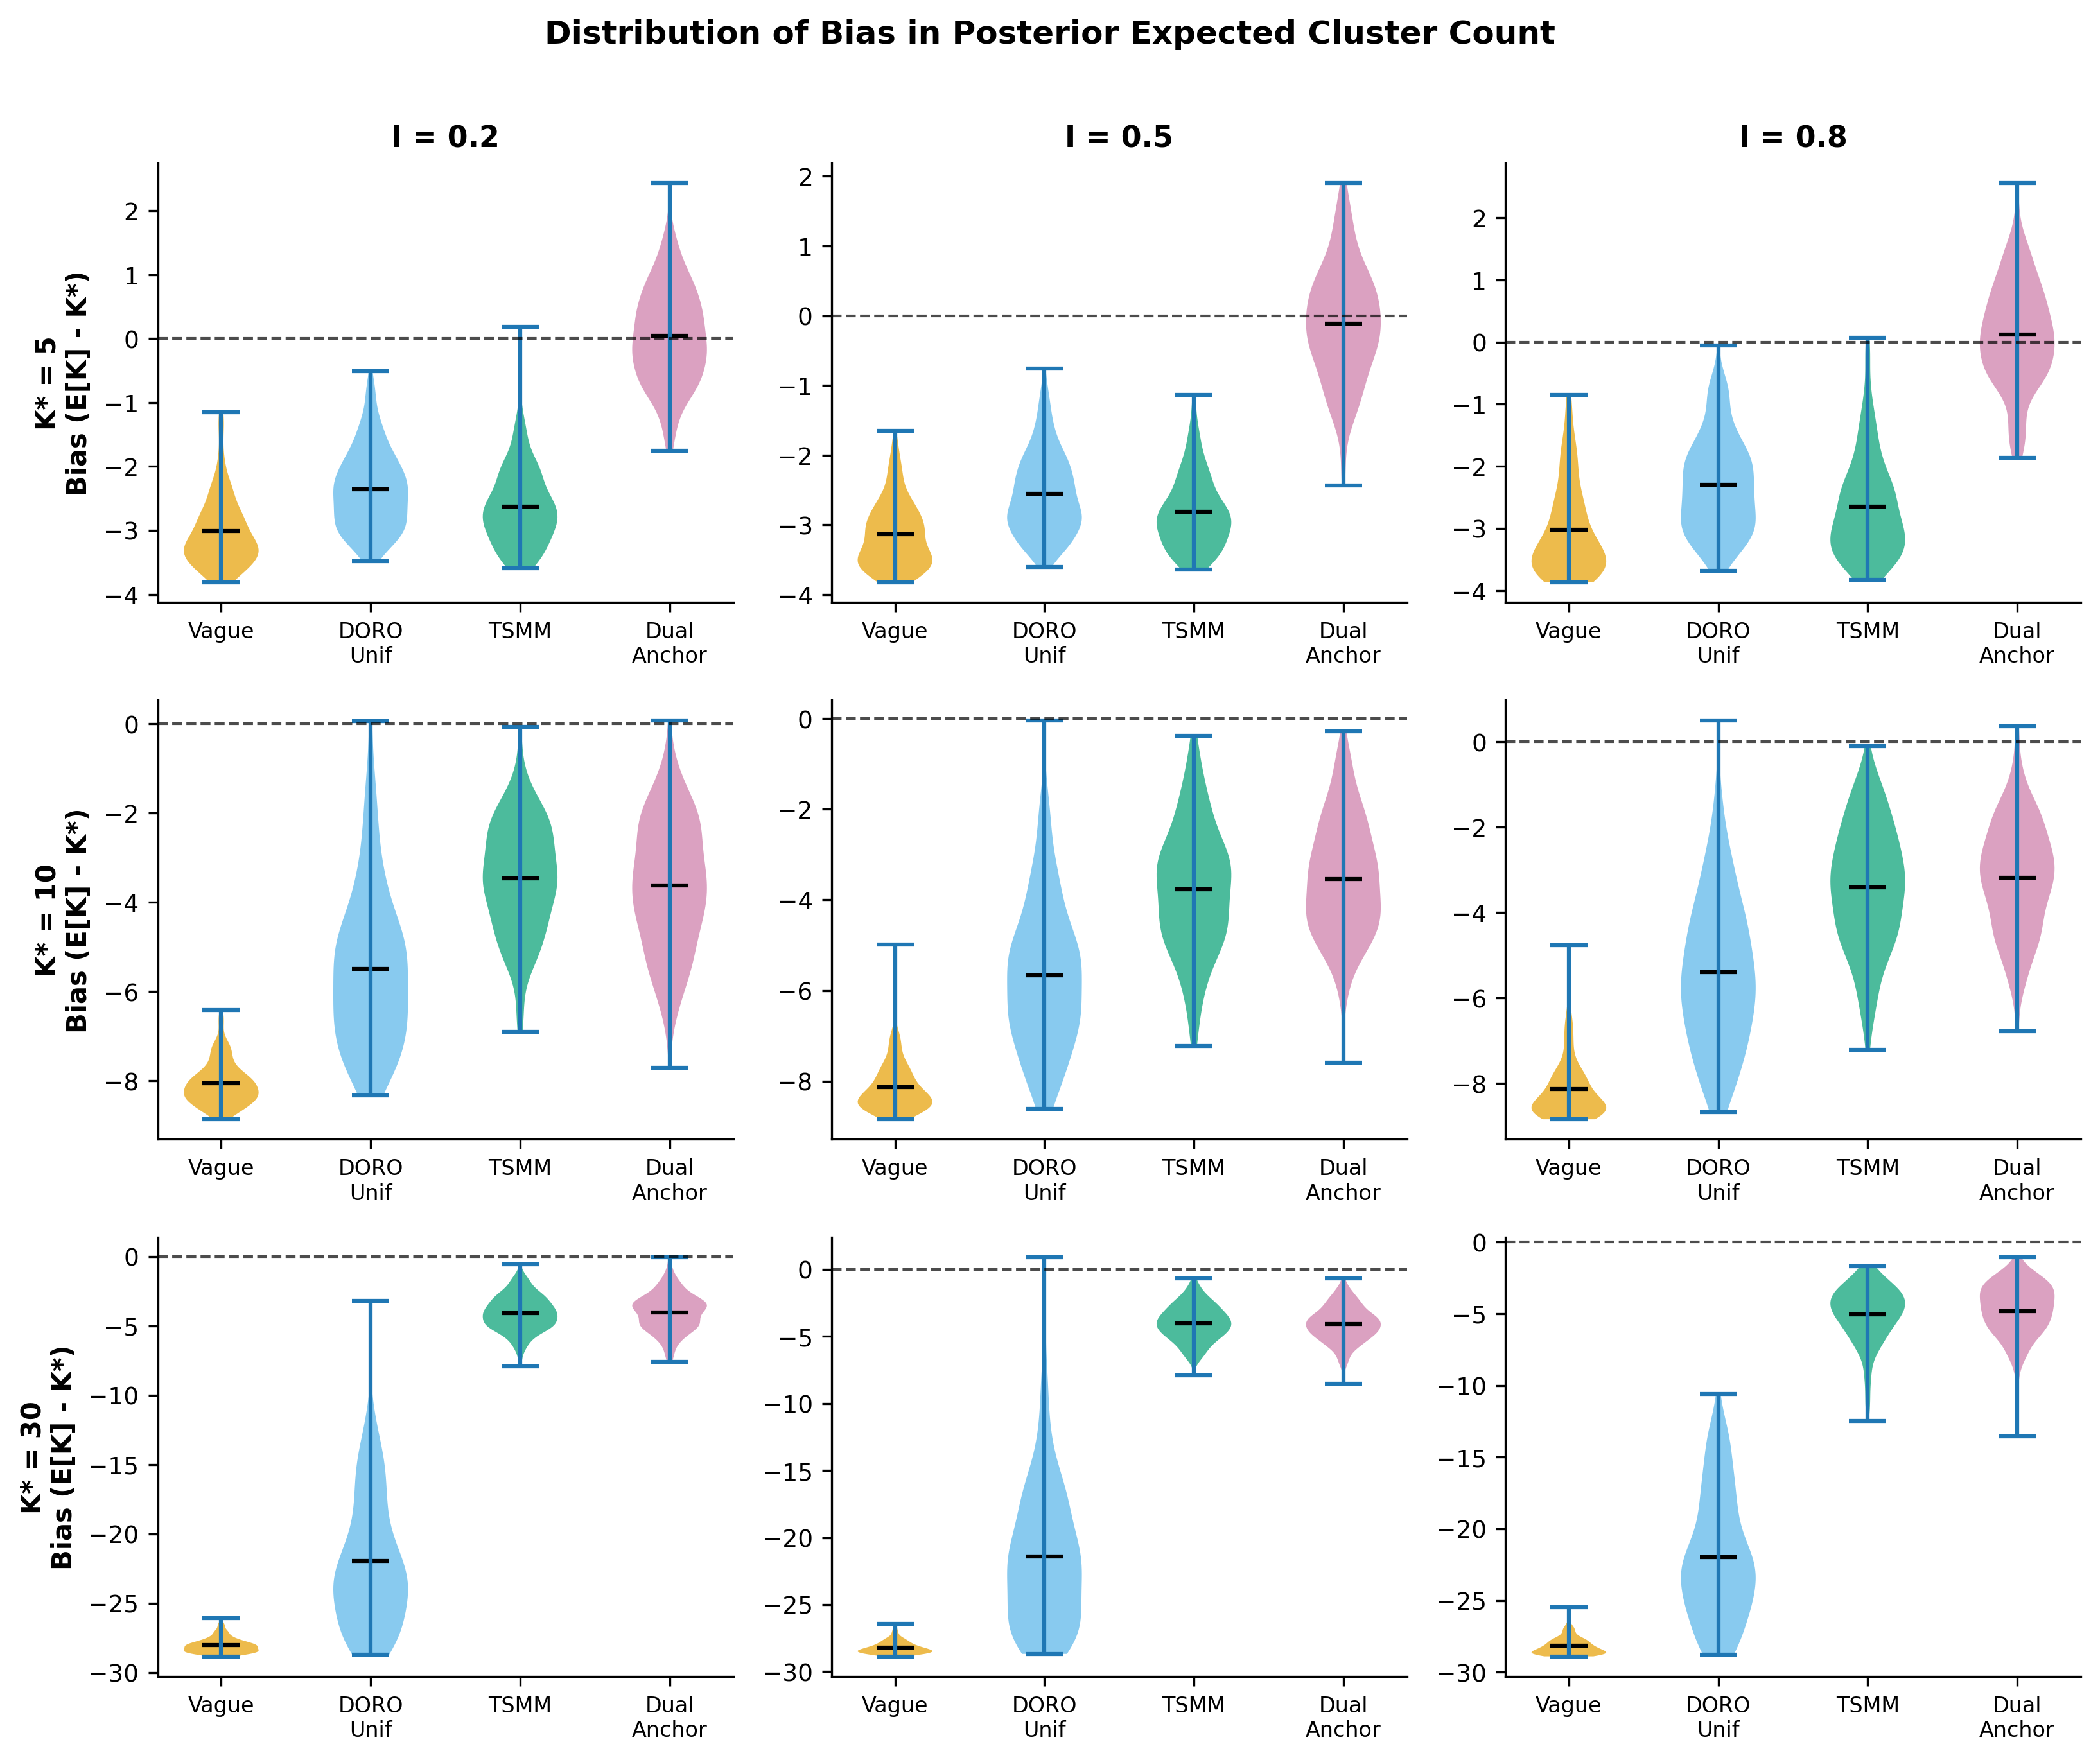 Distribution of Bias in Posterior Expected Cluster Count
I = 0.2
I = 0.5
I = 0.8
K* = 5
Bias (E[K] - K*)
2
1
0
−1
−2
−3
−4
Vague
DORO
Unif
TSMM
Dual
Anchor
2
1
0
−1
−2
−3
−4
Vague
DORO
Unif
TSMM
Dual
Anchor
2
1
0
−1
−2
−3
−4
Vague
DORO
Unif
TSMM
Dual
Anchor
K* = 10
Bias (E[K] - K*)
0
−2
−4
−6
−8
Vague
DORO
Unif
TSMM
Dual
Anchor
0
−2
−4
−6
−8
Vague
DORO
Unif
TSMM
Dual
Anchor
0
−2
−4
−6
−8
Vague
DORO
Unif
TSMM
Dual
Anchor
K* = 30
Bias (E[K] - K*)
0
−5
−10
−15
−20
−25
−30
Vague
DORO
Unif
TSMM
Dual
Anchor
0
−5
−10
−15
−20
−25
−30
Vague
DORO
Unif
TSMM
Dual
Anchor
0
−5
−10
−15
−20
−25
−30
Vague
DORO
Unif
TSMM
Dual
Anchor